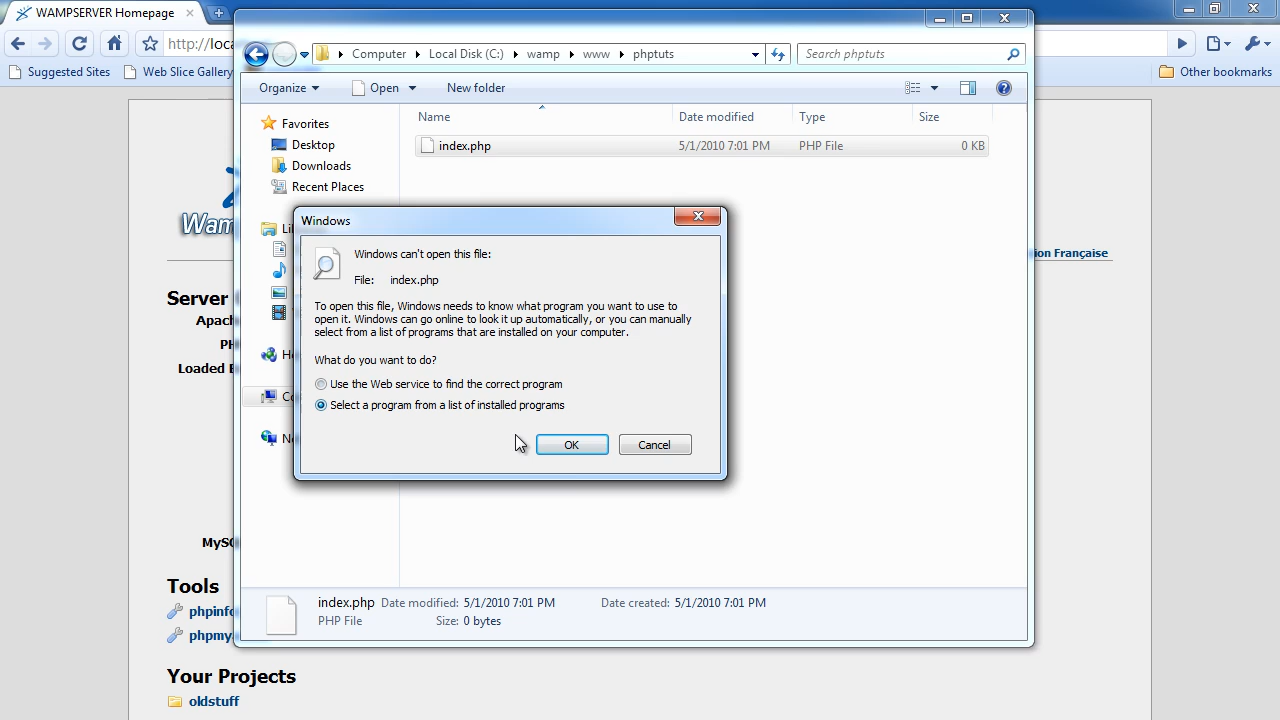 WAMPSERVER Homepage
http://loca
Suggested Sites
Web Slice Gallery
Other bookmarks
Computer
Local Disk (C:)
wamp
www
phptuts
Search phptuts
Organize
Open
New folder
Name
Date modified
Type
Size
Favorites
Desktop
Downloads
Recent Places
index.php
5/1/2010 7:01 PM
PHP File
0 KB
Wam
ion Française
Server
Apac
PH
Loaded E
MySQ
Li
H
Co
N
Windows
Windows can't open this file:
File: index.php
To open this file, Windows needs to know what program you want to use to
open it. Windows can go online to look it up automatically, or you can manually
select from a list of programs that are installed on your computer.
What do you want to do?
Use the Web service to find the correct program
Select a program from a list of installed programs
OK
Cancel
Tools
phpinfo
phpmy
index.php Date modified: 5/1/2010 7:01 PM Date created: 5/1/2010 7:01 PM
PHP File Size: 0 bytes
Your Projects
oldstuff